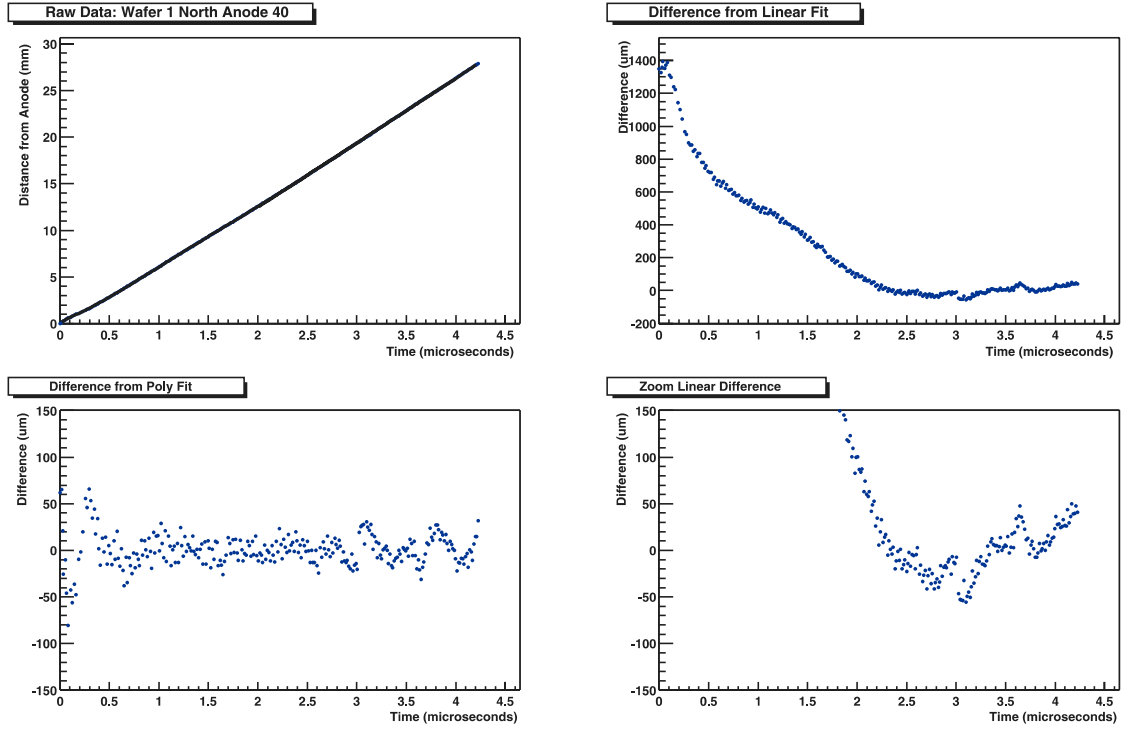 Raw Data: Wafer 1 North Anode 40
Distance from Anode (mm)
30
25
20
15
10
5
0
0 0.5 1 1.5 2 2.5 3 3.5 4 4.5
Time (microseconds)
Difference from Linear Fit
Difference (um)
1400
1200
1000
800
600
400
200
0
-200
0.5 1 1.5 2 2.5 3 3.5 4 4.5
Time (microseconds)
Difference from Poly Fit
Difference (um)
150
100
50
0
-50
-100
-150
0 0.5 1 1.5 2 2.5 3 3.5 4 4.5
Time (microseconds)
Zoom Linear Difference
Difference (um)
150
100
50
0
-50
-100
-150
0.5 1 1.5 2 2.5 3 3.5 4 4.5
Time (microseconds)